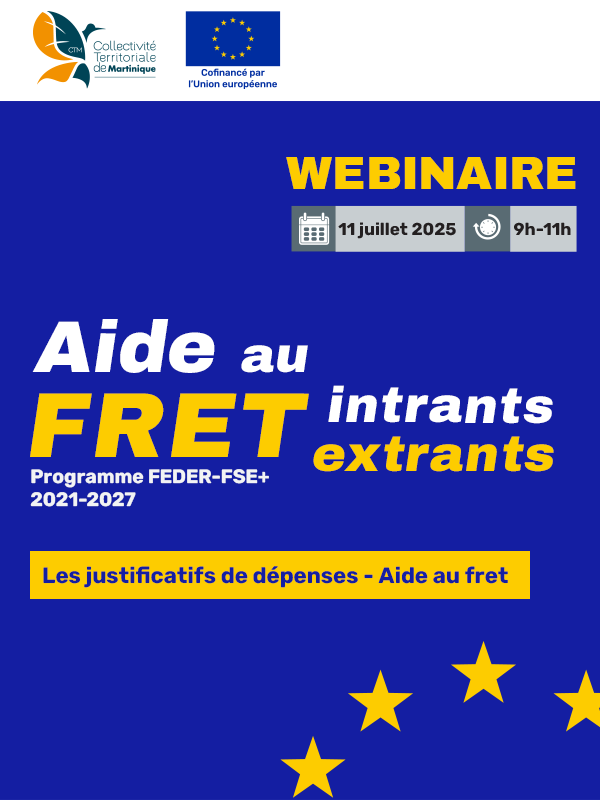 CTM
Collectivité
Territoriale
de Martinique
Cofinancé par
l'Union européenne
WEBINAIRE
11 juillet 2025
9h-11h
Aide au
FRET
intrants
extrants
Programme FEDER-FSE+
2021-2027
Les justificatifs de dépenses - Aide au fret